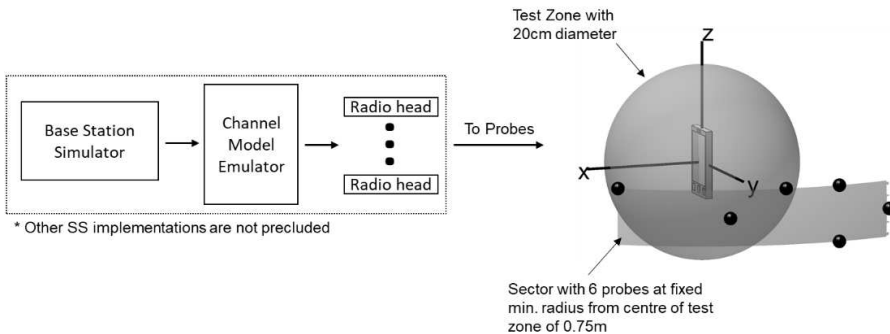 Test Zone with
20cm diameter
z
Base Station
Simulator
Channel
Model
Emulator
Radio head
Radio head
To Probes
x
y
* Other SS implementations are not precluded
Sector with 6 probes at fixed
min. radius from centre of test
zone of 0.75m